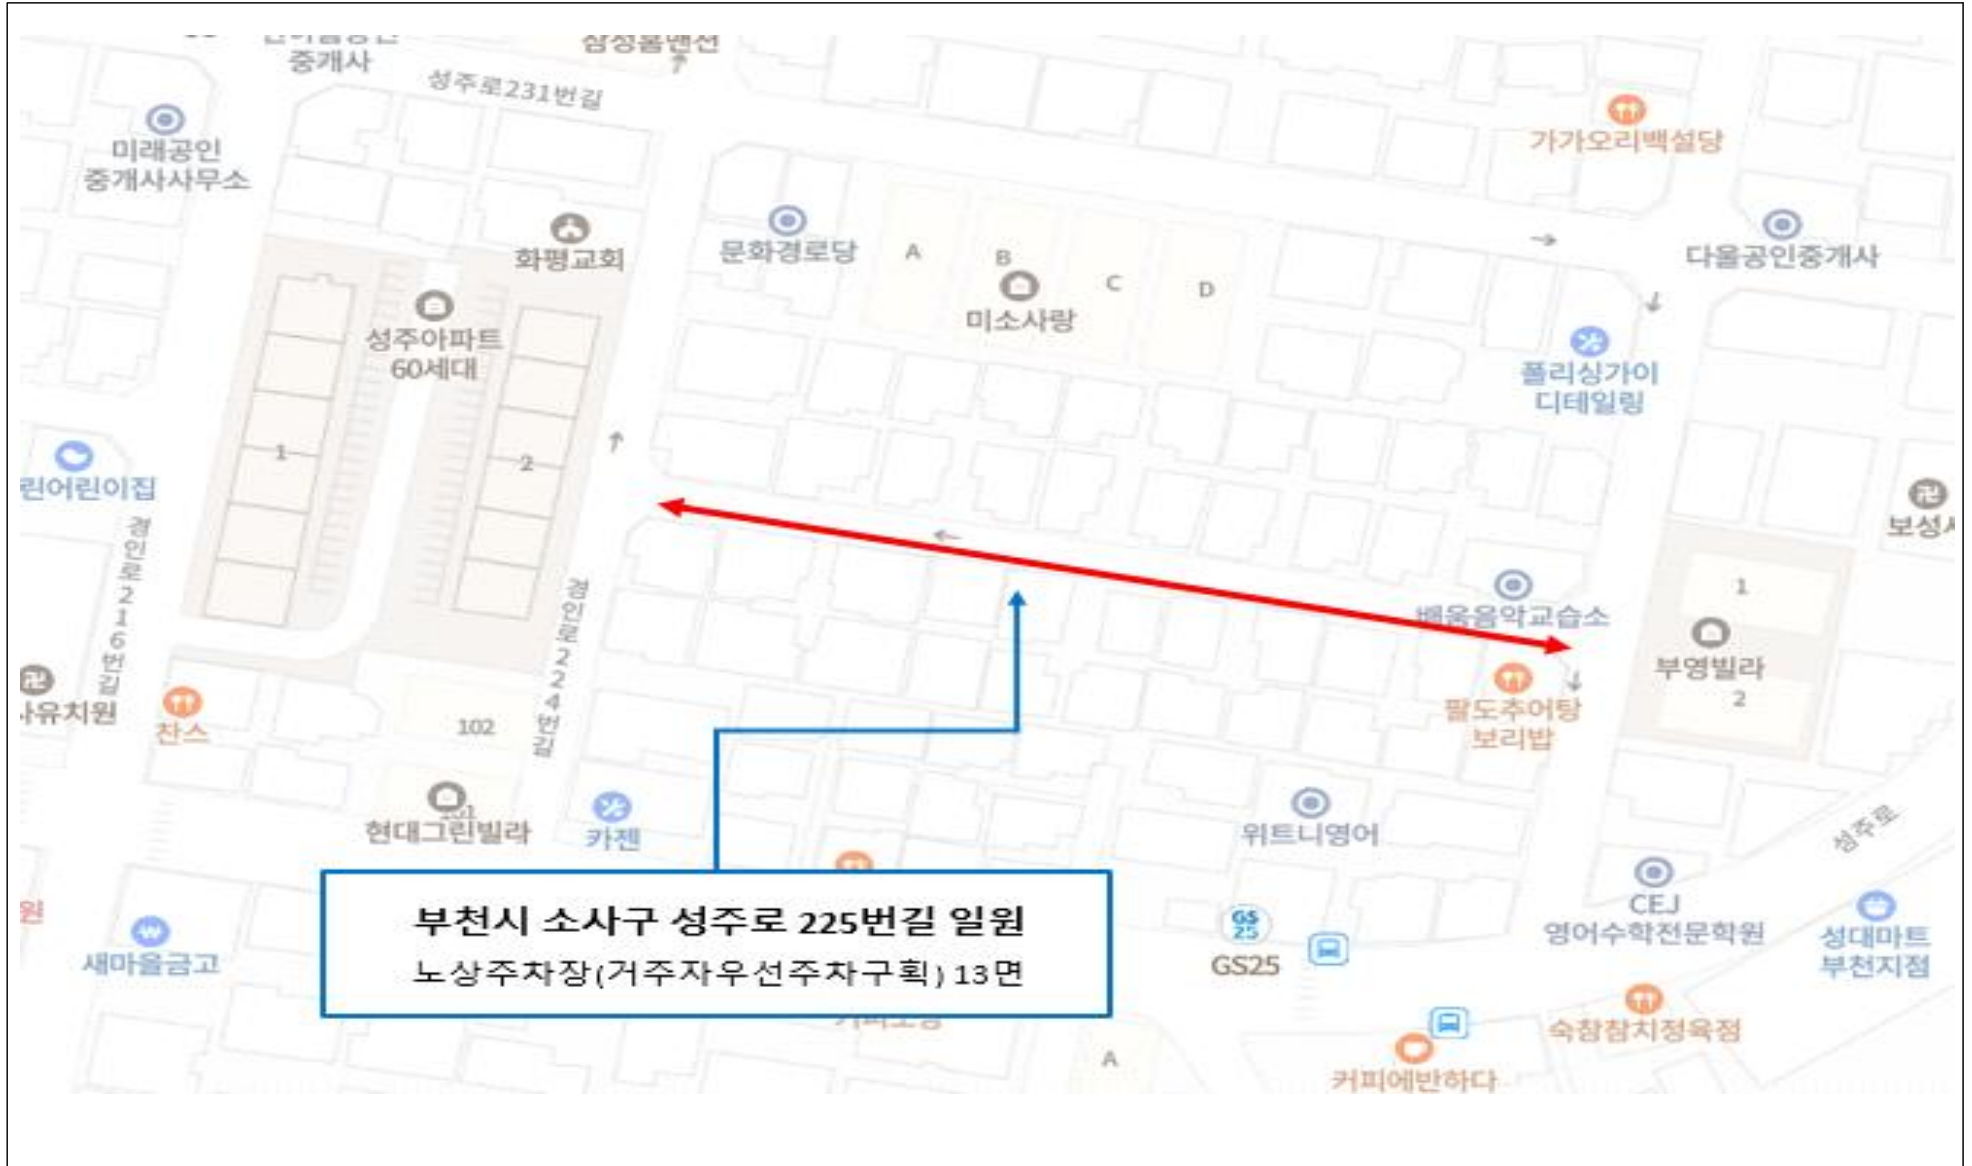 중개사
삼성홈맨션
성주로231번길
미래공인
중개사사무소
가가오리백설당
화평교회
문화경로당
A
B
C
D
미소사랑
다올공인중개사
성주아파트
60세대
폴리싱가이
디테일링
1
2
린어린이집
보성사
경인로216번길
경인로224번길
배움음악교습소
1
부영빌라
2
팔도추어탕
보리밥
사유치원
찬스
102
현대그린빌라
카젠
위트니영어
성주로
부천시 소사구 성주로 225번길 일원
노상주차장(거주자우선주차구획) 13면
원
새마을금고
GS
25
GS25
CEJ
영어수학전문학원
성대마트
부천지점
숙참참치정육점
A
커피에반하다